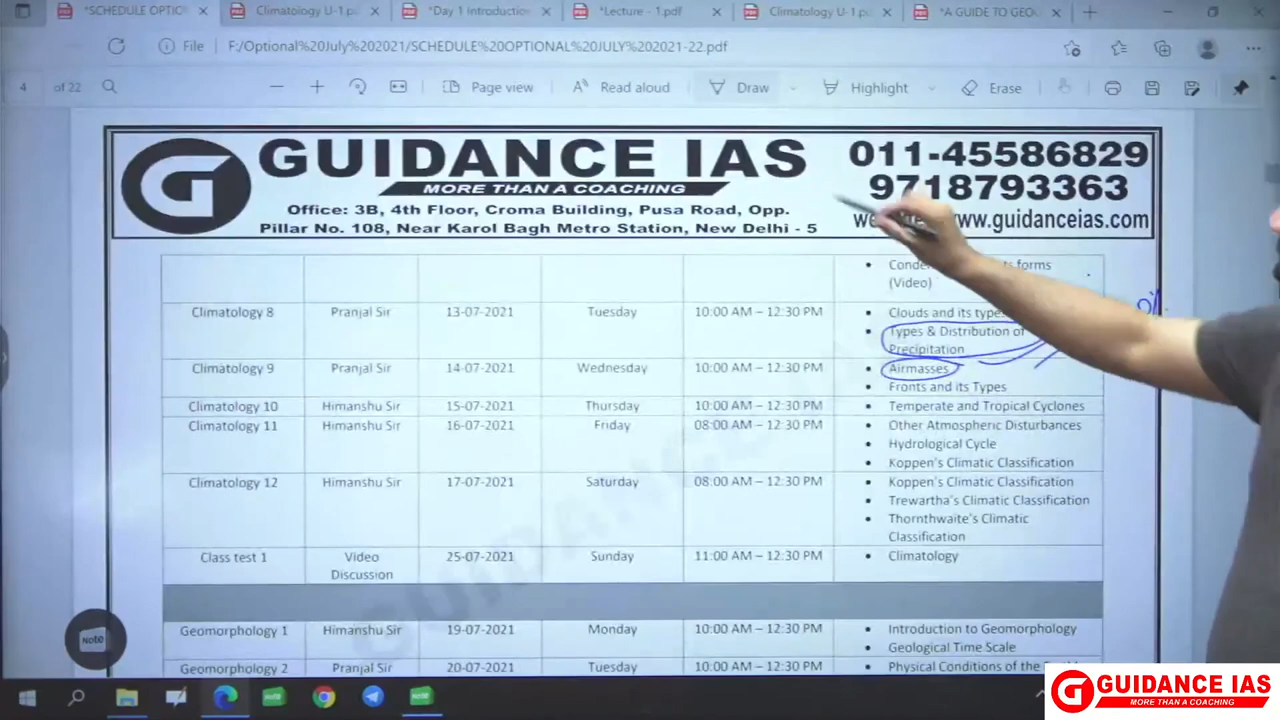 *SCHEDULE OPTIO
Climatology U-1.p
*Day 1 Introductio
*Lecture - 1.pdf
Climatology U-1.p
*A GUIDE TO GEO
File
F:/Optional%20July%202021/SCHEDULE%20OPTIONAL%20JULY%202021-22.pdf
4 of 22
Page view
Read aloud
Draw
Highlight
Erase
GUIDANCE IAS
MORE THAN A COACHING
Office: 3B, 4th Floor, Croma Building, Pusa Road, Opp.
Pillar No. 108, Near Karol Bagh Metro Station, New Delhi - 5
011-45586829
9718793363
www.guidanceias.com
forms
(Video)
Climatology 8 Pranjal Sir 13-07-2021 Tuesday 10:00 AM – 12:30 PM • Clouds and its types
• Types & Distribution of
Precipitation
Climatology 9 Pranjal Sir 14-07-2021 Wednesday 10:00 AM – 12:30 PM • Airmasses
• Fronts and its Types
Climatology 10 Himanshu Sir 15-07-2021 Thursday 10:00 AM – 12:30 PM • Temperate and Tropical Cyclones
Climatology 11 Himanshu Sir 16-07-2021 Friday 08:00 AM – 12:30 PM • Other Atmospheric Disturbances
• Hydrological Cycle
• Koppen's Climatic Classification
Climatology 12 Himanshu Sir 17-07-2021 Saturday 08:00 AM – 12:30 PM • Koppen's Climatic Classification
• Trewartha's Climatic Classification
• Thornthwaite's Climatic
Classification
Class test 1 Video 25-07-2021 Sunday 11:00 AM – 12:30 PM • Climatology
Discussion
Geomorphology 1 Himanshu Sir 19-07-2021 Monday 10:00 AM – 12:30 PM • Introduction to Geomorphology
• Geological Time Scale
Geomorphology 2 Pranjal Sir 20-07-2021 Tuesday 10:00 AM – 12:30 PM • Physical Conditions of the
Note
GUIDANCE IAS
MORE THAN A COACHING